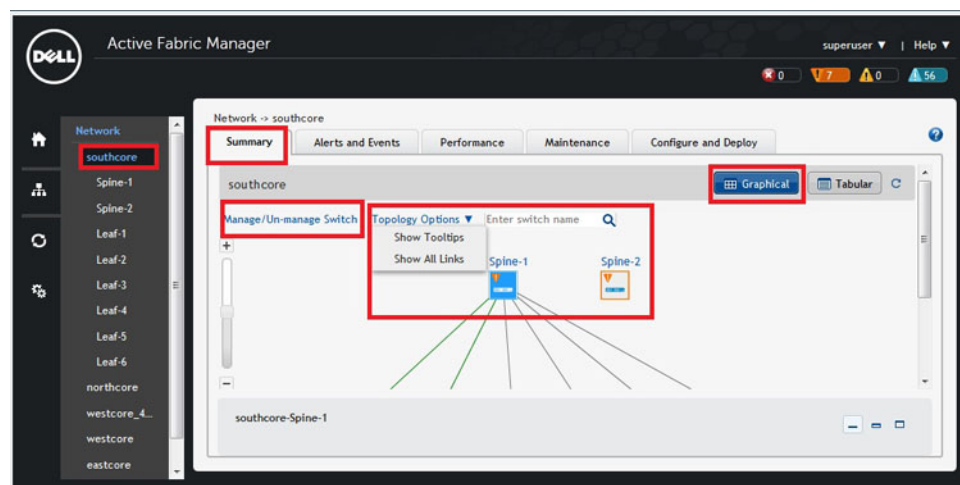 DELL
Active Fabric Manager
superuser ▼ | Help ▼
0 7 0 56
Network -> southcore
Summary Alerts and Events Performance Maintenance Configure and Deploy
Network
southcore
Spine-1
Spine-2
Leaf-1
Leaf-2
Leaf-3
Leaf-4
Leaf-5
Leaf-6
northcore
westcore_4...
westcore
eastcore
southcore
Graphical Tabular
Manage/Un-manage Switch Topology Options ▼ Enter switch name
Show Tooltips
Show All Links
Spine-1 Spine-2
southcore-Spine-1